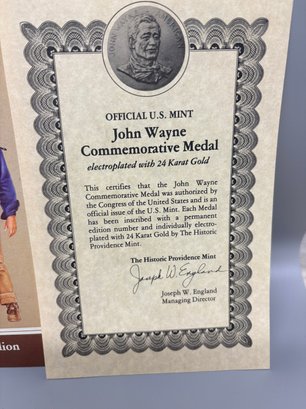 OFFICIAL U.S. MINT
John Wayne
Commemorative Medal
electroplated with 24 Karat Gold
This certifies that the John Wayne
Commemorative Medal was authorized by
the Congress of the United States and is an
official issue of the U.S. Mint. Each Medal
has been inscribed with a permanent
edition number and individually electro-
plated with 24 Karat Gold by The Historic
Providence Mint.
The Historic Providence Mint
Joseph W. England
Joseph W. England
Managing Director